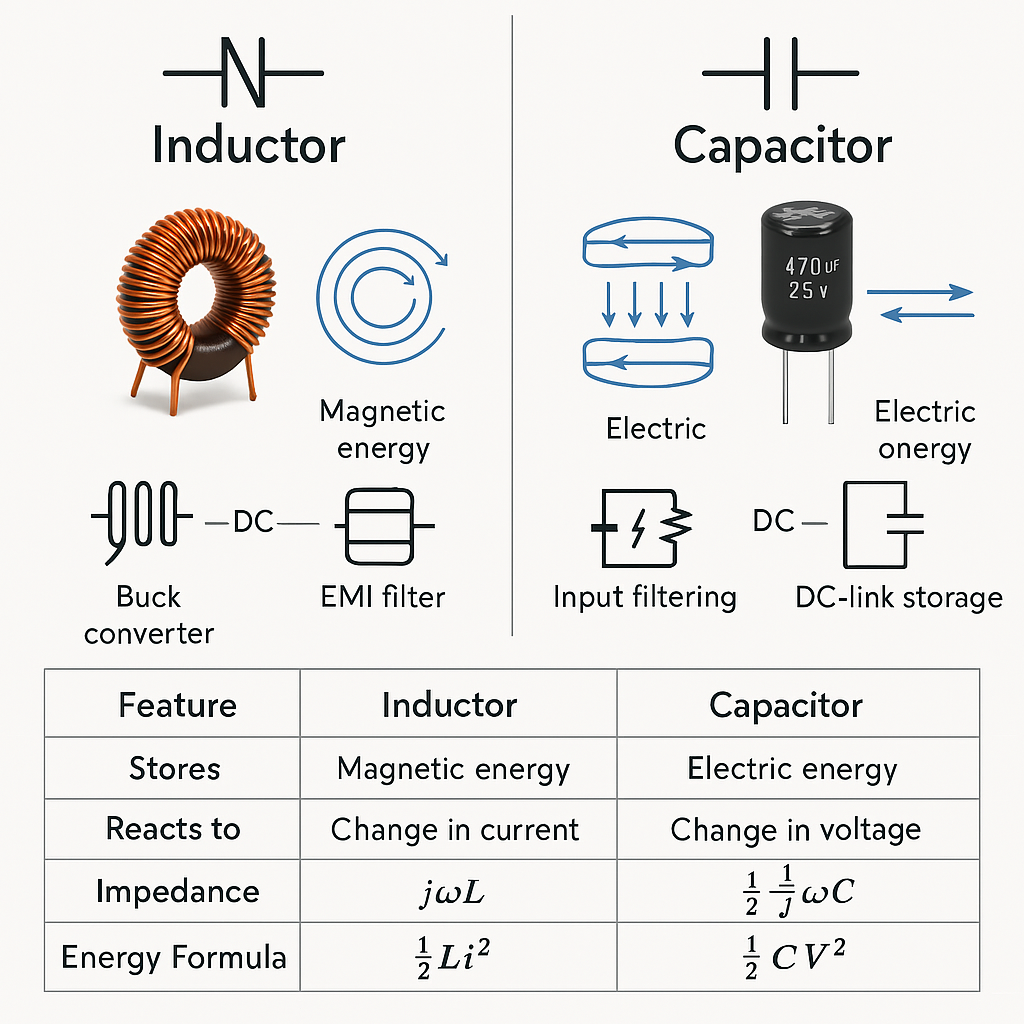 Inductor
Capacitor
470 UF
25 V
Magnetic
energy
Electric
Electric
onergy
DC
DC
Buck
converter
EMI filter
Input filtering
DC-link storage
Feature Inductor Capacitor
Stores Magnetic energy Electric energy
Reacts to Change in current Change in voltage
Impedance jωL 1/2 1/j ωC
Energy Formula 1/2 Li² 1/2 CV²